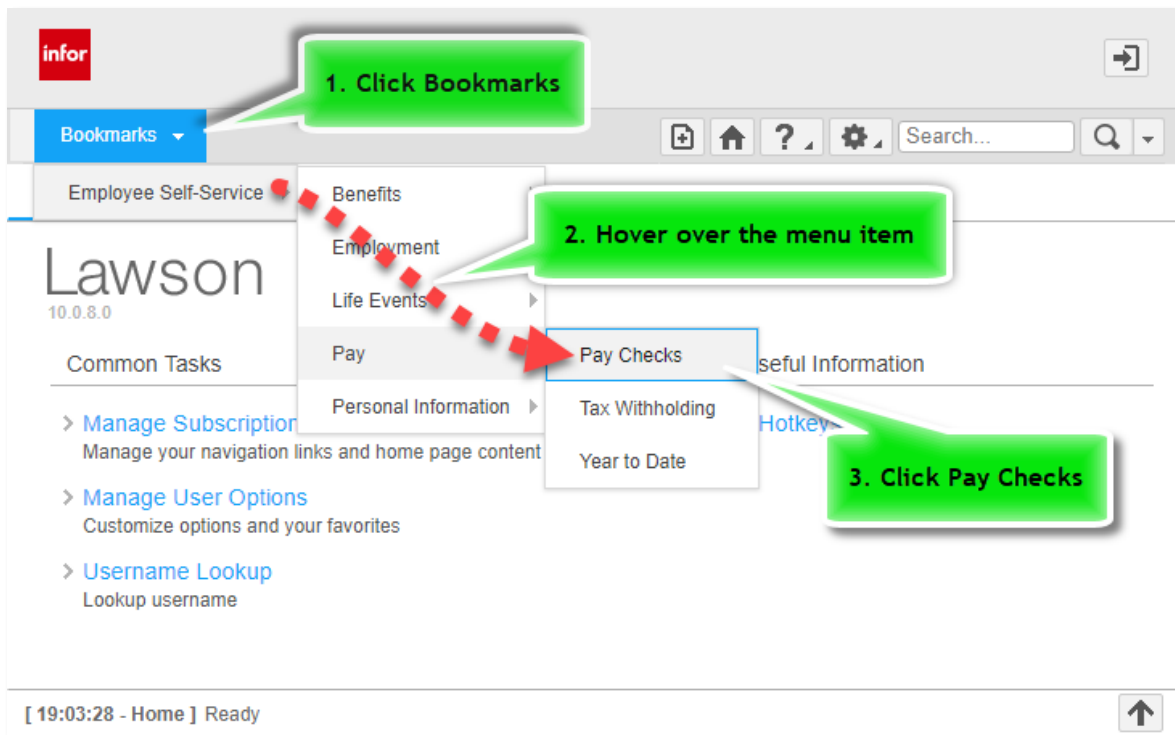 infor
1. Click Bookmarks
Bookmarks
?
Search...
Employee Self-Service
Benefits
2. Hover over the menu item
Employment
Lawson
10.0.8.0
Life Events
Pay
Pay Checks
Common Tasks
seful Information
Personal Information
Tax Withholding
Manage Subscription
Hotkey
Manage your navigation links and home page content
Year to Date
3. Click Pay Checks
Manage User Options
Customize options and your favorites
Username Lookup
Lookup username
[ 19:03:28 - Home ] Ready